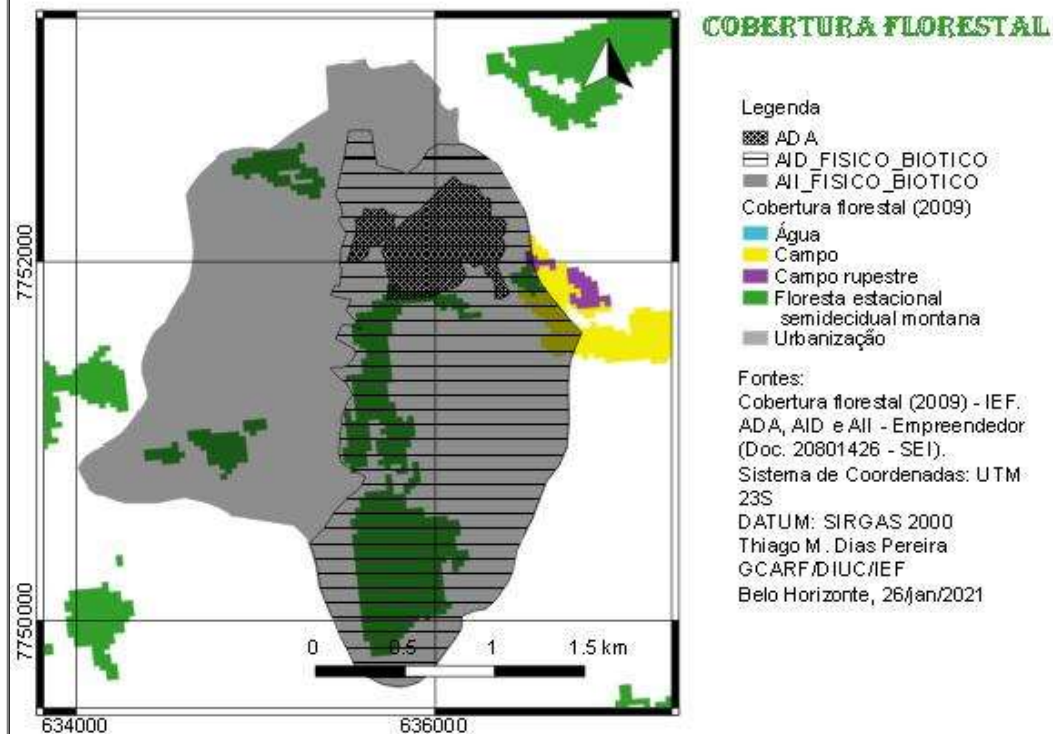 COBERTURA FLORESTAL
Legenda
ADA
AID_FISICO_BIOTICO
AII_FISICO_BIOTICO
Cobertura florestal (2009)
Água
Campo
Campo rupestre
Floresta estacional
semidecidual montana
Urbanização
Fontes:
Cobertura florestal (2009) - IEF.
ADA, AID e AII - Empreendedor
(Doc. 20801426 - SEI).
Sistema de Coordenadas: UTM
23S
DATUM: SIRGAS 2000
Thiago M. Dias Pereira
GCARF/DIUC/IEF
Belo Horizonte, 26/jan/2021
7752000
7750000
0 0.5 1 1.5 km
634000 636000